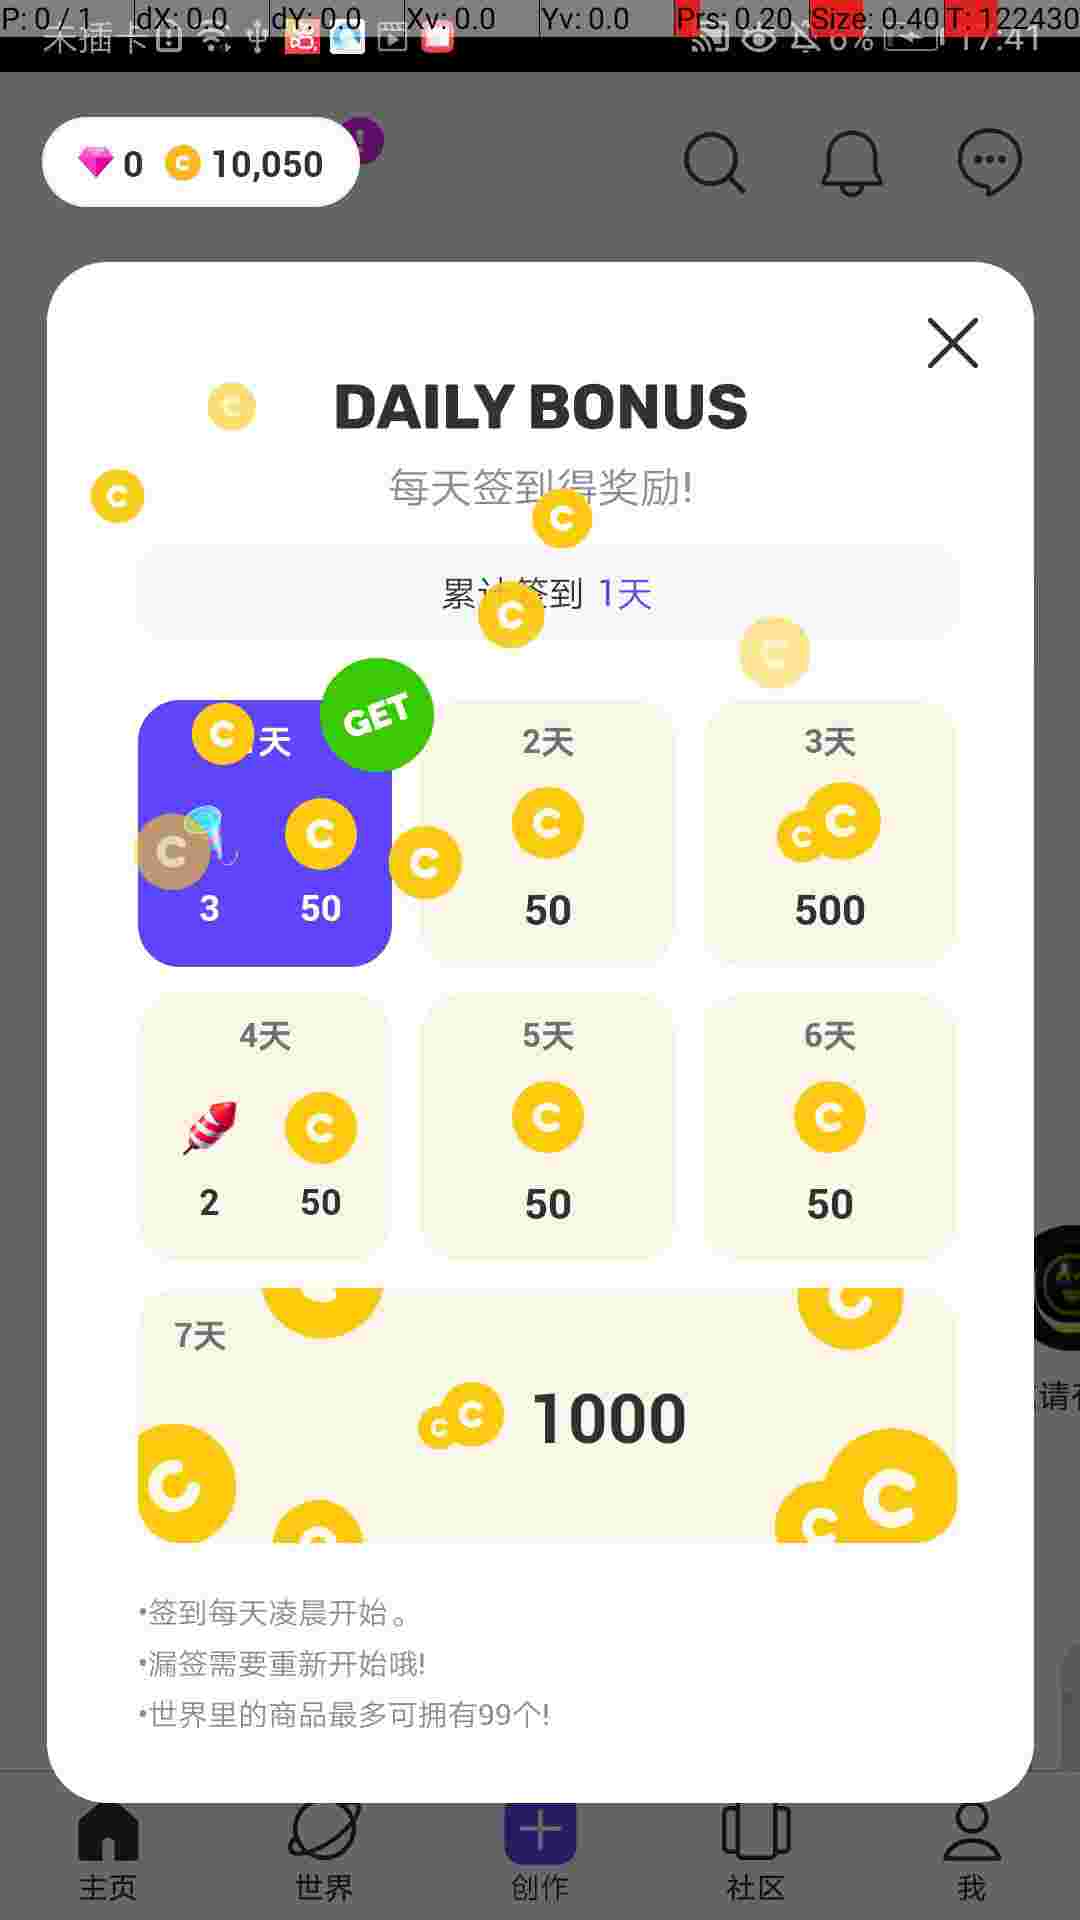 P: 0 / 1 dX: 0.0 dY: 0.0 Xv: 0.0 Yv: 0.0 Prs: 0.20 Size: 0.40 T: 122430
未插卡 6% 17:41
0 C 10,050
DAILY BONUS
每天签到得奖励!
累计签到 1天
GET
天 2天 3天
3 50 50 500
4天 5天 6天
2 50 50 50
7天
1000
•签到每天凌晨开始。
•漏签需要重新开始哦!
•世界里的商品最多可拥有99个!
主页 世界 创作 社区 我